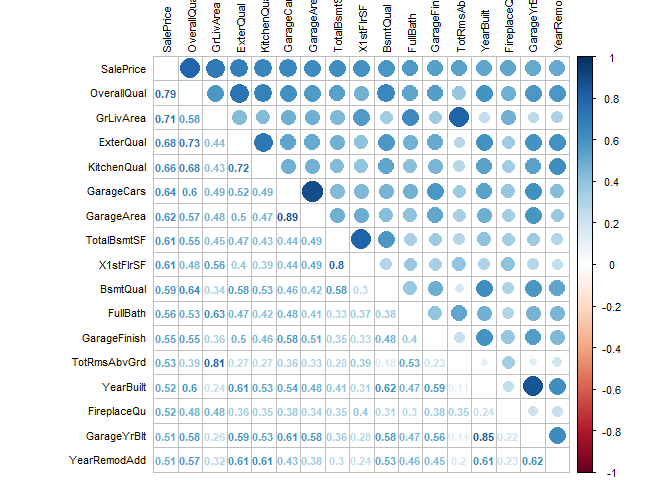 SalePrice
OverallQua
GrLivArea
ExterQual
KitchenQua
GarageCar
GarageArea
TotalBsmtS
X1stFlrSF
BsmtQual
FullBath
GarageFin
TotRmsAb
YearBuilt
FireplaceQ
GarageYrB
YearRemo
SalePrice
OverallQual 0.79
GrLivArea 0.71 0.58
ExterQual 0.68 0.73 0.44
KitchenQual 0.66 0.68 0.43 0.72
GarageCars 0.64 0.6 0.49 0.52 0.49
GarageArea 0.62 0.57 0.48 0.5 0.47 0.89
TotalBsmtSF 0.61 0.55 0.45 0.47 0.43 0.44 0.49
X1stFlrSF 0.61 0.48 0.56 0.4 0.39 0.44 0.49 0.8
BsmtQual 0.59 0.64 0.34 0.58 0.53 0.46 0.42 0.58 0.3
FullBath 0.56 0.53 0.63 0.47 0.42 0.48 0.41 0.33 0.37 0.38
GarageFinish 0.55 0.55 0.36 0.5 0.46 0.58 0.51 0.35 0.33 0.48 0.4
TotRmsAbvGrd 0.53 0.39 0.81 0.27 0.27 0.36 0.33 0.28 0.39 0.18 0.53 0.23
YearBuilt 0.52 0.6 0.24 0.61 0.53 0.54 0.48 0.41 0.31 0.62 0.47 0.59 0.11
FireplaceQu 0.52 0.48 0.48 0.36 0.35 0.38 0.34 0.35 0.4 0.31 0.3 0.38 0.35 0.24
GarageYrBlt 0.51 0.58 0.26 0.59 0.53 0.61 0.58 0.36 0.28 0.58 0.47 0.56 0.14 0.85 0.22
YearRemodAdd 0.51 0.57 0.32 0.61 0.61 0.43 0.38 0.3 0.24 0.53 0.46 0.45 0.2 0.61 0.23 0.62
1
0.8
0.6
0.4
0.2
0
-0.2
-0.4
-0.6
-0.8
-1